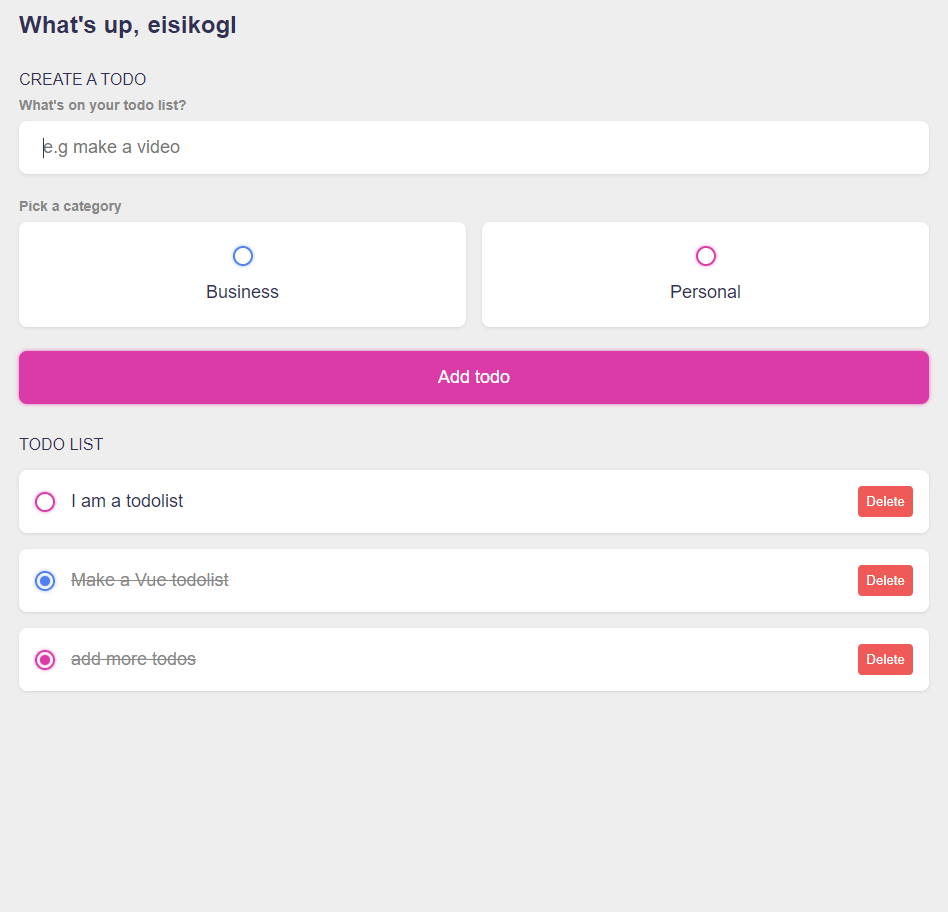 What's up, eisikogl
CREATE A TODO
What's on your todo list?
e.g make a video
Pick a category
Business
Personal
Add todo
TODO LIST
I am a todolist
Delete
Make a Vue todolist
Delete
add more todos
Delete